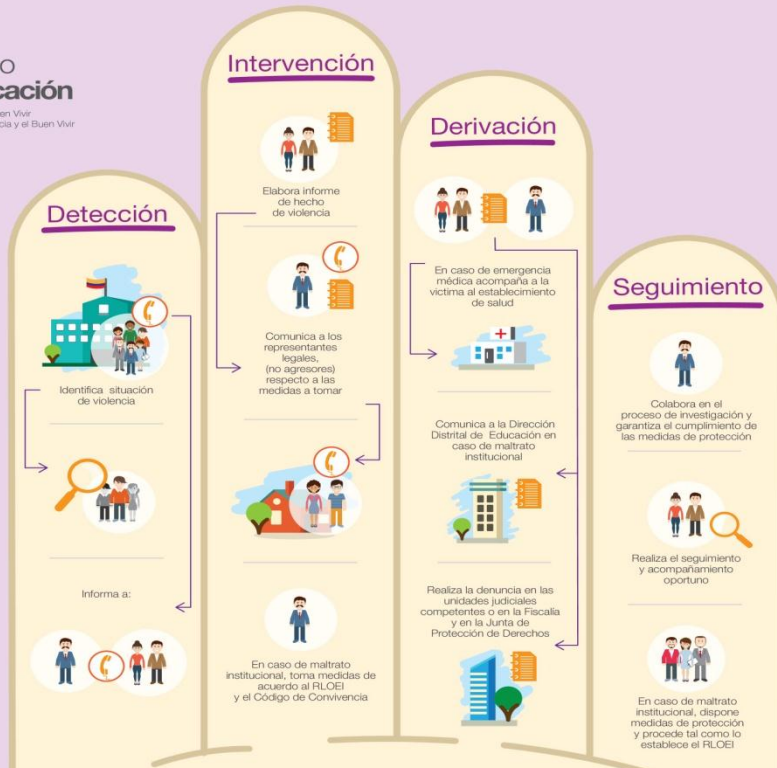 O
cación
en Vivir
cia y el Buen Vivir
Detección
Identifica situación
de violencia
Informa a:
Intervención
Elabora informe
de hecho
de violencia
Comunica a los
representantes
legales,
(no agresores)
respecto a las
medidas a tomar
En caso de maltrato
institucional, toma medidas de
acuerdo al RLOEI
y el Código de Convivencia
Derivación
En caso de emergencia
médica acompaña a la
victima al establecimiento
de salud
Comunica a la Dirección
Distrital de Educación en
caso de maltrato
institucional
Realiza la denuncia en las
unidades judiciales
competentes o en la Fiscalía
y en la Junta de
Protección de Derechos
Seguimiento
Colabora en el
proceso de investigación y
garantiza el cumplimiento de
las medidas de protección
Realiza el seguimiento
y acompañamiento
oportuno
En caso de maltrato
institucional, dispone
medidas de protección
y procede tal como lo
establece el RLOEI